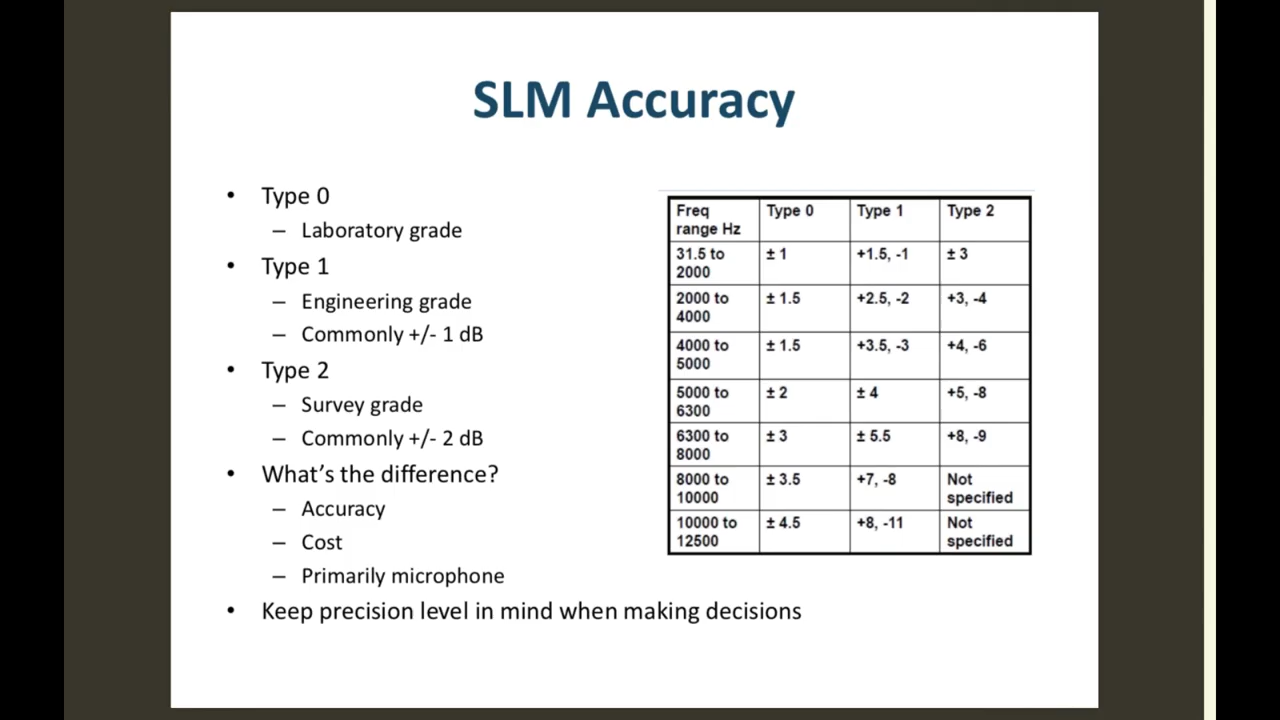 SLM Accuracy
• Type 0
– Laboratory grade
• Type 1
– Engineering grade
– Commonly +/- 1 dB
• Type 2
– Survey grade
– Commonly +/- 2 dB
• What's the difference?
– Accuracy
– Cost
– Primarily microphone
• Keep precision level in mind when making decisions
Freq range Hz Type 0 Type 1 Type 2
31.5 to 2000 ± 1 +1.5, -1 ± 3
2000 to 4000 ± 1.5 +2.5, -2 +3, -4
4000 to 5000 ± 1.5 +3.5, -3 +4, -6
5000 to 6300 ± 2 ± 4 +5, -8
6300 to 8000 ± 3 ± 5.5 +8, -9
8000 to 10000 ± 3.5 +7, -8 Not specified
10000 to 12500 ± 4.5 +8, -11 Not specified